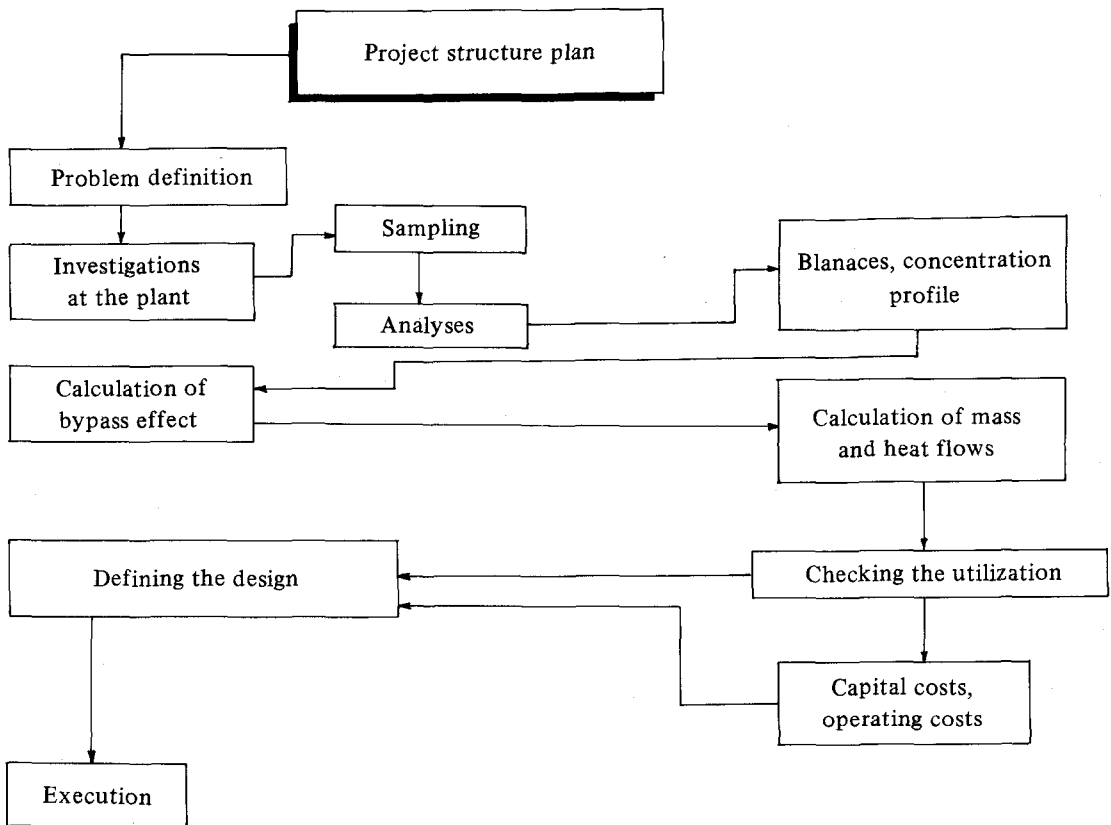 Project structure plan
Problem definition
Investigations
at the plant
Sampling
Analyses
Blanaces, concentration
profile
Calculation of
bypass effect
Calculation of mass
and heat flows
Checking the utilization
Defining the design
Capital costs,
operating costs
Execution